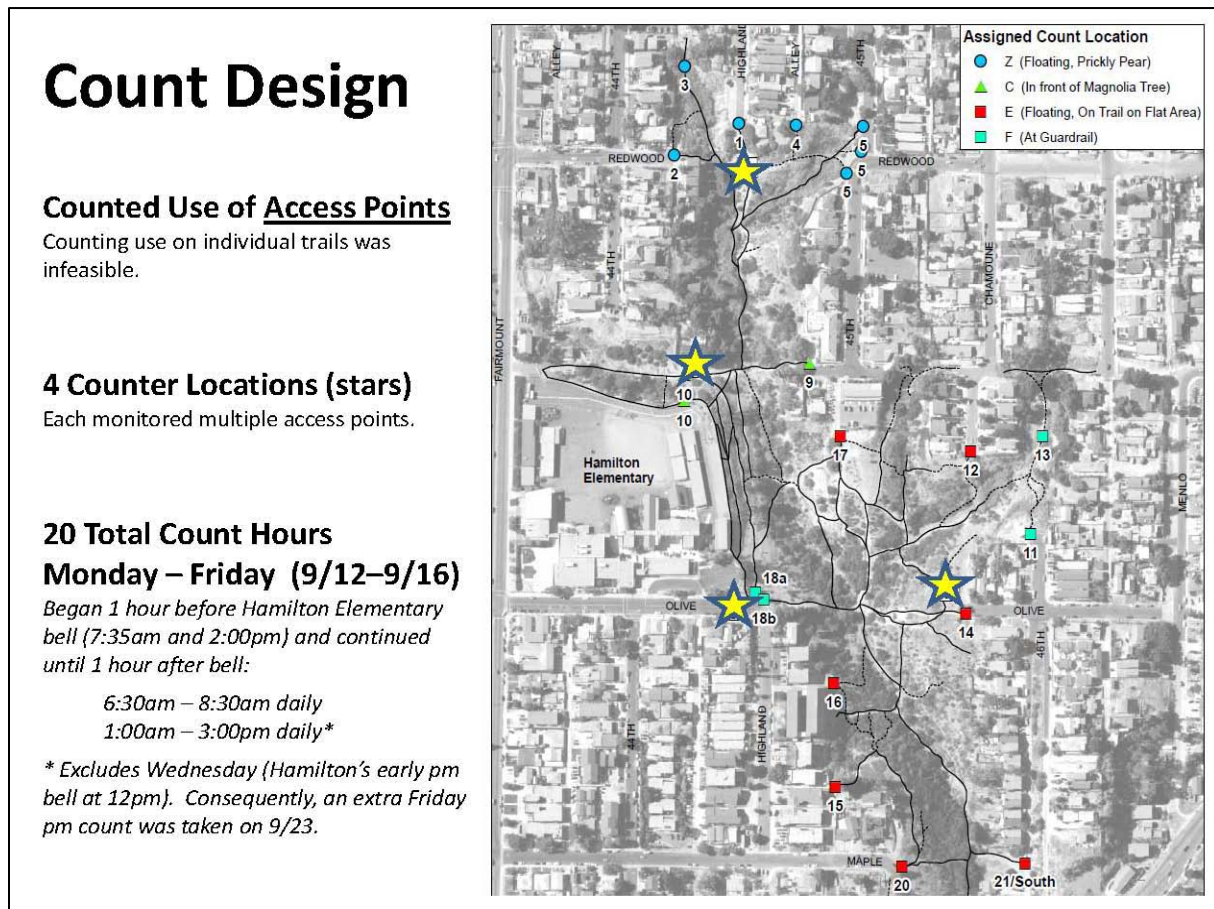 Count Design
Counted Use of Access Points
Counting use on individual trails was
infeasible.
4 Counter Locations (stars)
Each monitored multiple access points.
20 Total Count Hours
Monday – Friday (9/12–9/16)
Began 1 hour before Hamilton Elementary
bell (7:35am and 2:00pm) and continued
until 1 hour after bell:
6:30am – 8:30am daily
1:00am – 3:00pm daily*
* Excludes Wednesday (Hamilton's early pm
bell at 12pm). Consequently, an extra Friday
pm count was taken on 9/23.
Assigned Count Location
Z (Floating, Prickly Pear)
C (In front of Magnolia Tree)
E (Floating, On Trail on Flat Area)
F (At Guardrail)
ALLEY
44TH
HIGHLAND
ALLEY
45TH
3
1
4
5
REDWOOD
2
5
REDWOOD
5
44TH
CHAMOUNE
FAIRMOUNT
45TH
9
10
10
Hamilton
Elementary
17
12
13
MENLO
11
18a
OLIVE
18b
14
OLIVE
46TH
16
44TH
HIGHLAND
15
MAPLE
20
21/South